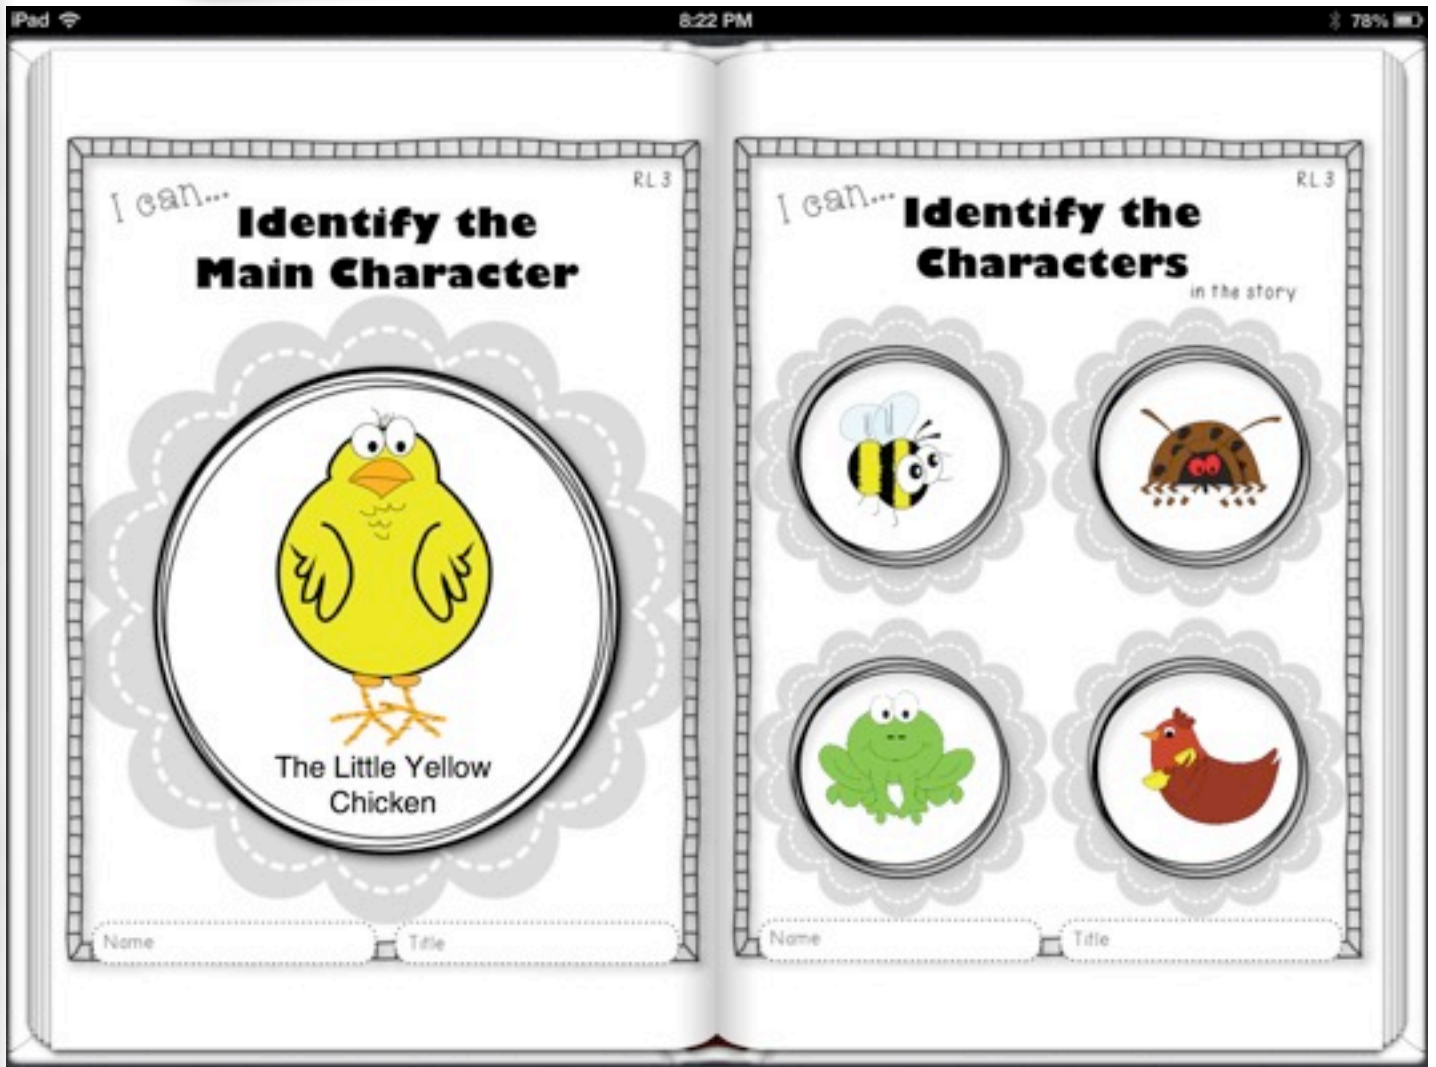 iPad
8:22 PM
78%
RL.3
I can...
Identify the
Main Character
The Little Yellow
Chicken
Name
Title
RL.3
I can...
Identify the
Characters
in the story
Name
Title